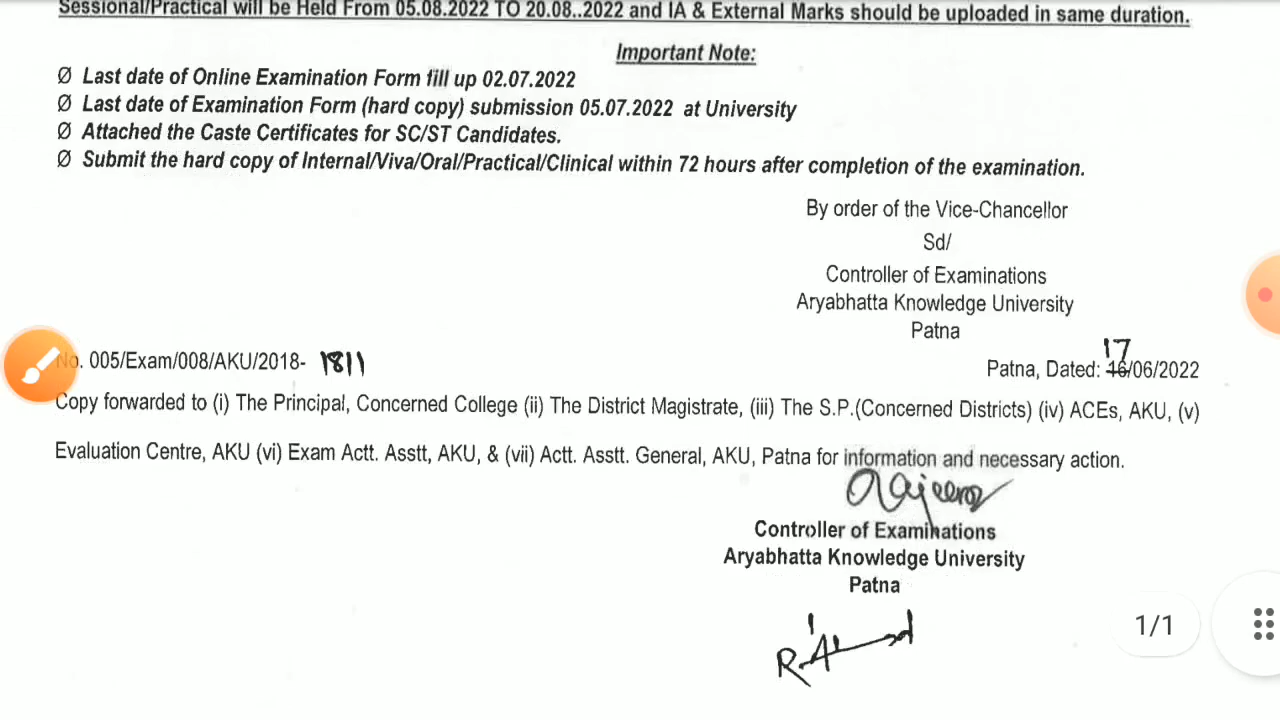 Sessional/Practical will be Held From 05.08.2022 TO 20.08..2022 and IA & External Marks should be uploaded in same duration.
Important Note:
Ø Last date of Online Examination Form fill up 02.07.2022
Ø Last date of Examination Form (hard copy) submission 05.07.2022 at University
Ø Attached the Caste Certificates for SC/ST Candidates.
Ø Submit the hard copy of Internal/Viva/Oral/Practical/Clinical within 72 hours after completion of the examination.
By order of the Vice-Chancellor
Sd/
Controller of Examinations
Aryabhatta Knowledge University
Patna
No. 005/Exam/008/AKU/2018- 1811
17
Patna, Dated: 16/06/2022
Copy forwarded to (i) The Principal, Concerned College (ii) The District Magistrate, (iii) The S.P.(Concerned Districts) (iv) ACEs, AKU, (v)
Evaluation Centre, AKU (vi) Exam Actt. Asstt, AKU, & (vii) Actt. Asstt. General, AKU, Patna for information and necessary action.
Controller of Examinations
Aryabhatta Knowledge University
Patna
1/1